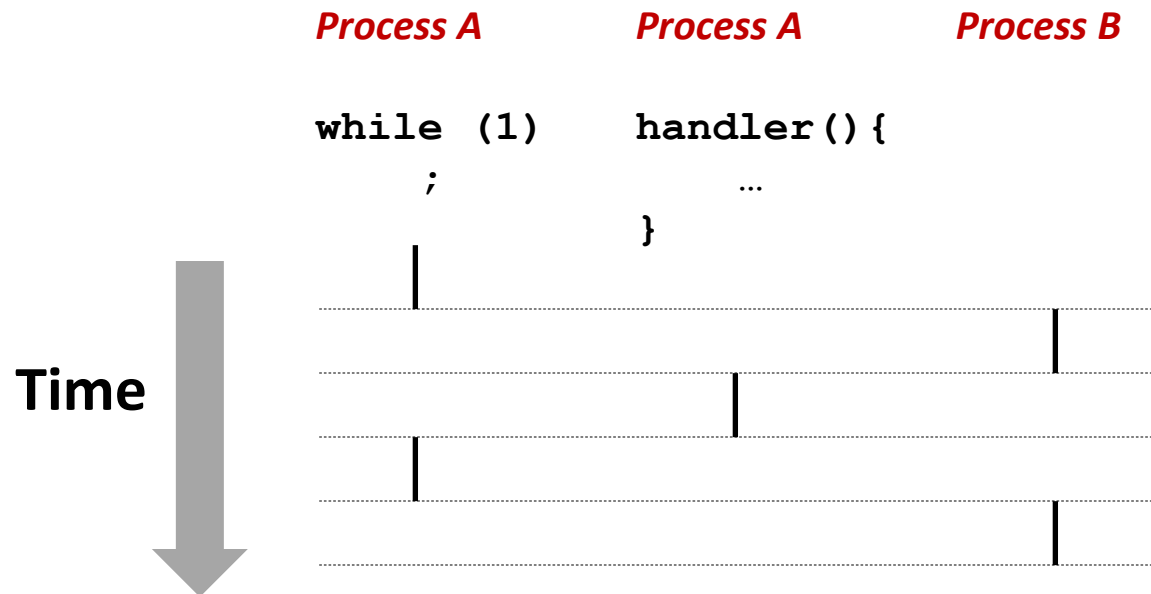 Process A Process A Process B
while (1) handler(){
; …
}
Time